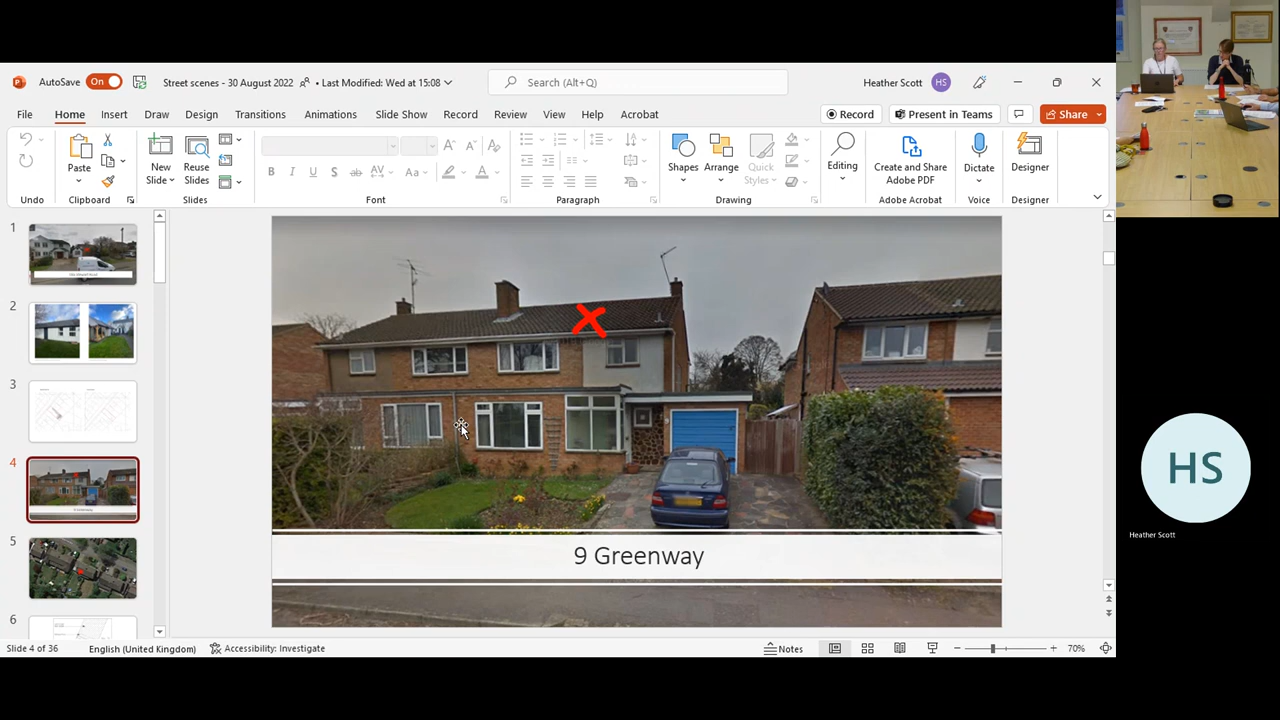 AutoSave On Street scenes - 30 August 2022 • Last Modified: Wed at 15:08 Search (Alt+Q) Heather Scott HS
File Home Insert Draw Design Transitions Animations Slide Show Record Review View Help Acrobat Record Present in Teams Share
Paste
New Slide
Reuse Slides
B I U S ab AV Aa A A A A
Shapes
Arrange
Quick Styles
Editing
Create and Share Adobe PDF
Dictate
Designer
Undo Clipboard Slides Font Paragraph Drawing Adobe Acrobat Voice Designer
1
2
3
4
5
6
9 Greenway
HS
Heather Scott
Slide 4 of 36 English (United Kingdom) Accessibility: Investigate Notes 70%